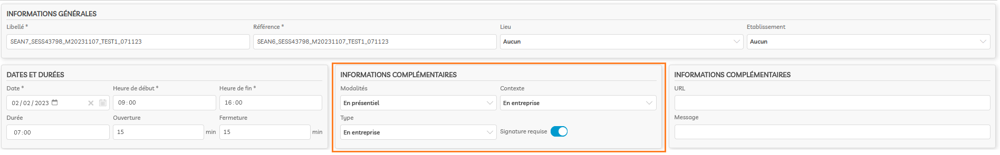 INFORMATIONS GÉNÉRALES
Libellé * Référence * Lieu Etablissement
SEAN7_SESS43798_M20231107_TEST1_071123 SEAN6_SESS43798_M20231107_TEST1_071123 Aucun Aucun
DATES ET DURÉES
Date * Heure de début * Heure de fin *
02/02/2023 09:00 16:00
Durée Ouverture Fermeture
07:00 15 min 15 min
INFORMATIONS COMPLÉMENTAIRES
Modalités Contexte
En présentiel En entreprise
Type
En entreprise Signature requise
INFORMATIONS COMPLÉMENTAIRES
URL
Message